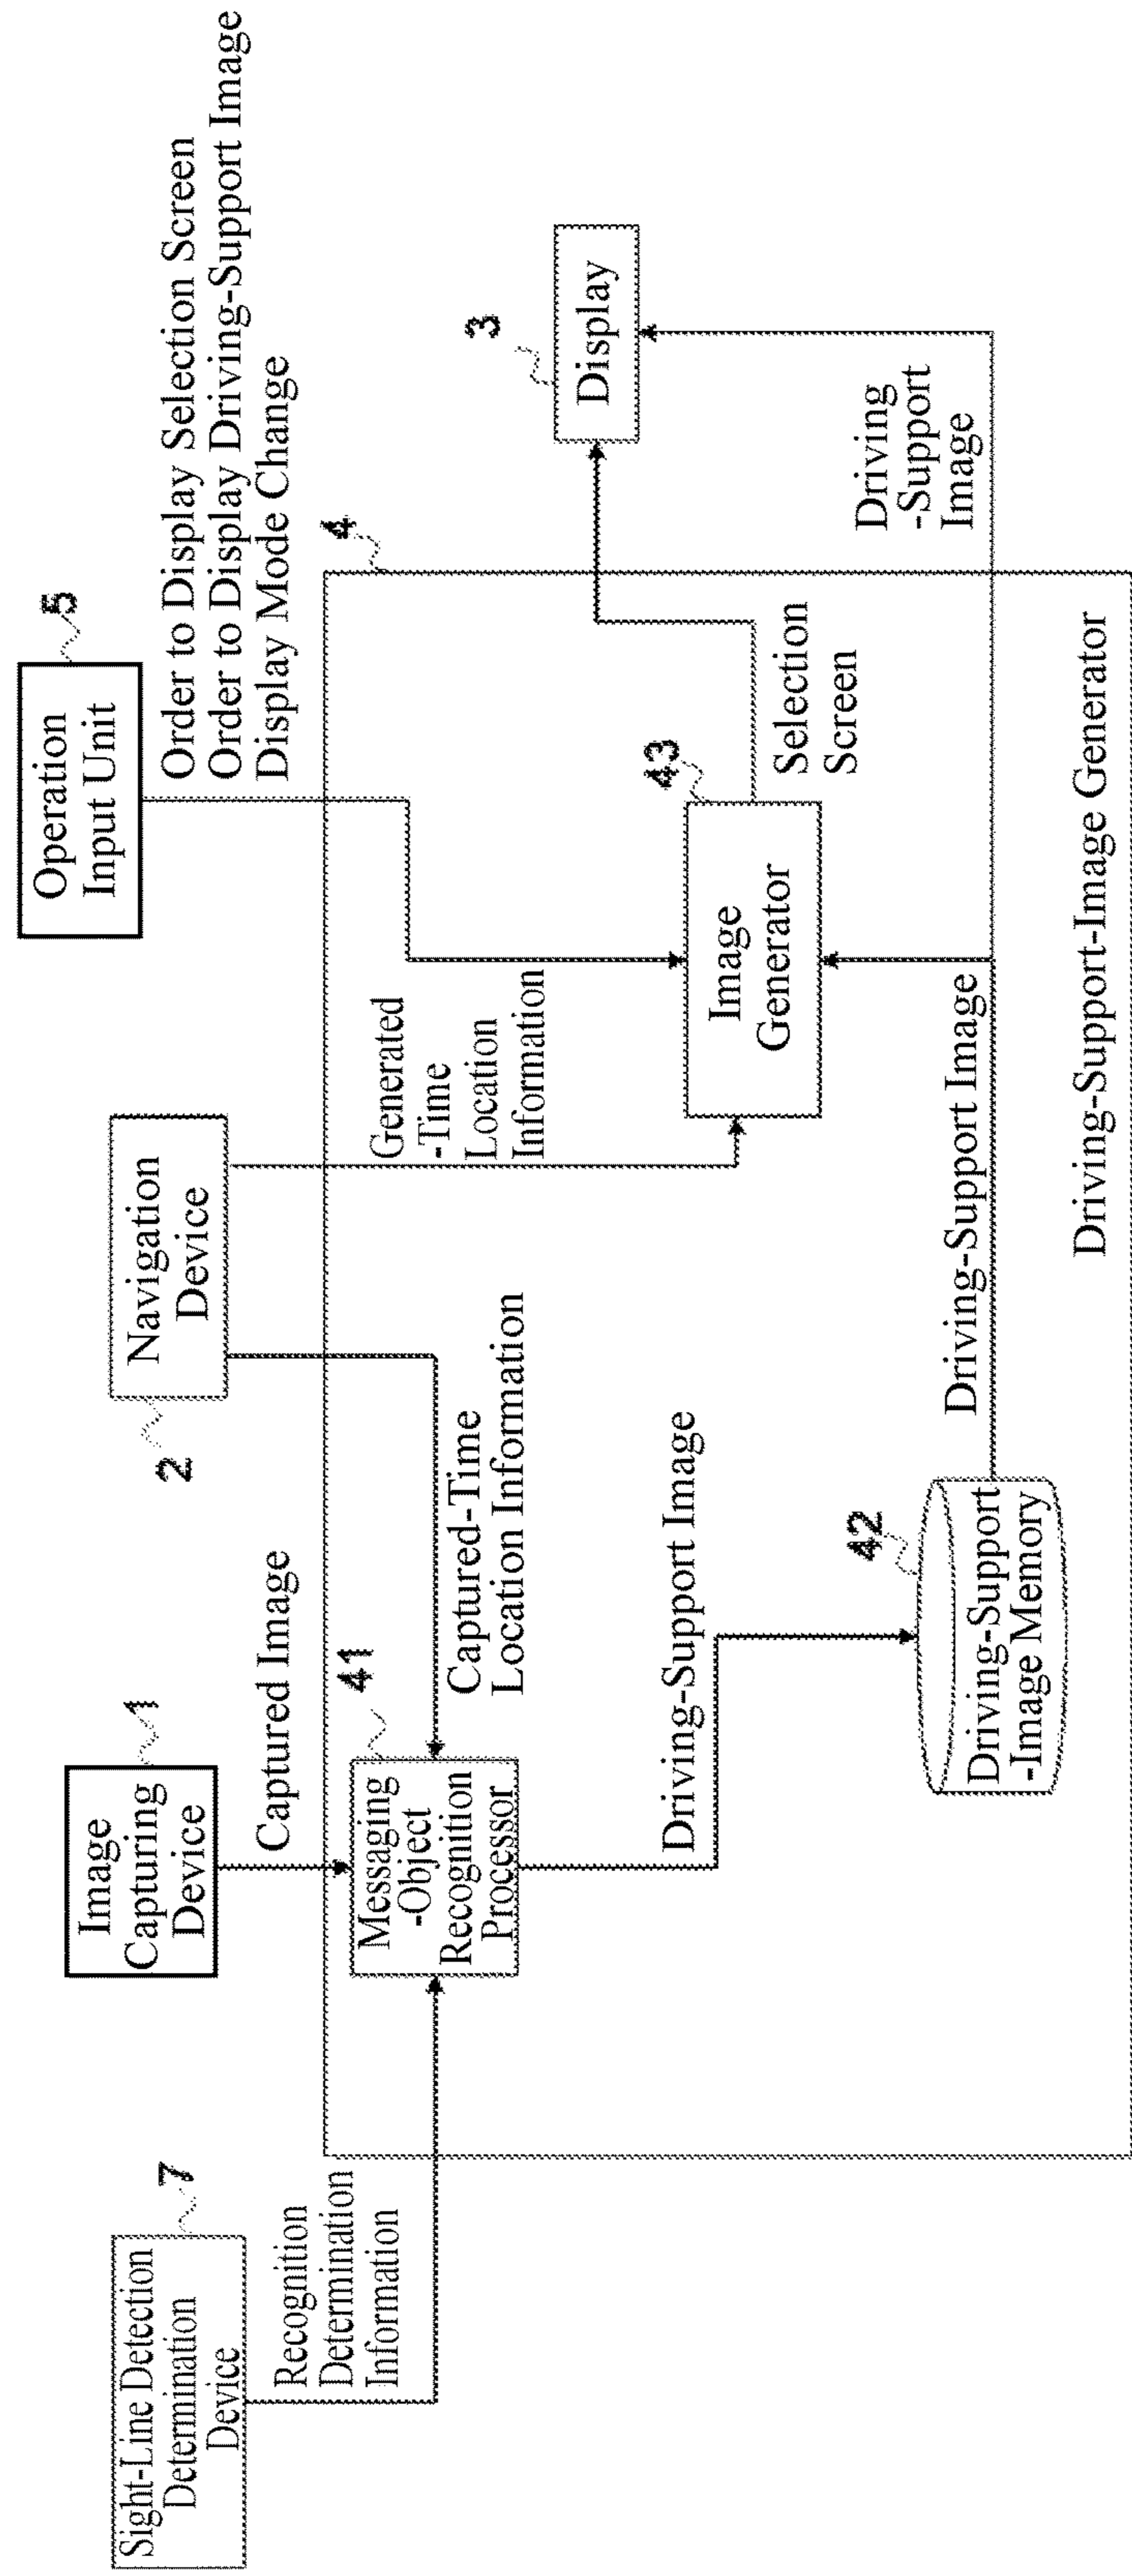 Sight-Line Detection
Determination
Device
7
Recognition
Determination
Information
Image
Capturing
Device
1
Captured Image
Navigation
Device
2
Captured-Time
Location Information
Generated
-Time
Location
Information
Operation
Input Unit
5
Order to Display Selection Screen
Order to Display Driving-Support Image
Display Mode Change
4
41
Messaging
-Object
Recognition
Processor
Driving-Support Image
42
Driving-Support
-Image Memory
Driving-Support Image
43
Image
Generator
Selection
Screen
3
Display
Driving
-Support
Image
Driving-Support-Image Generator